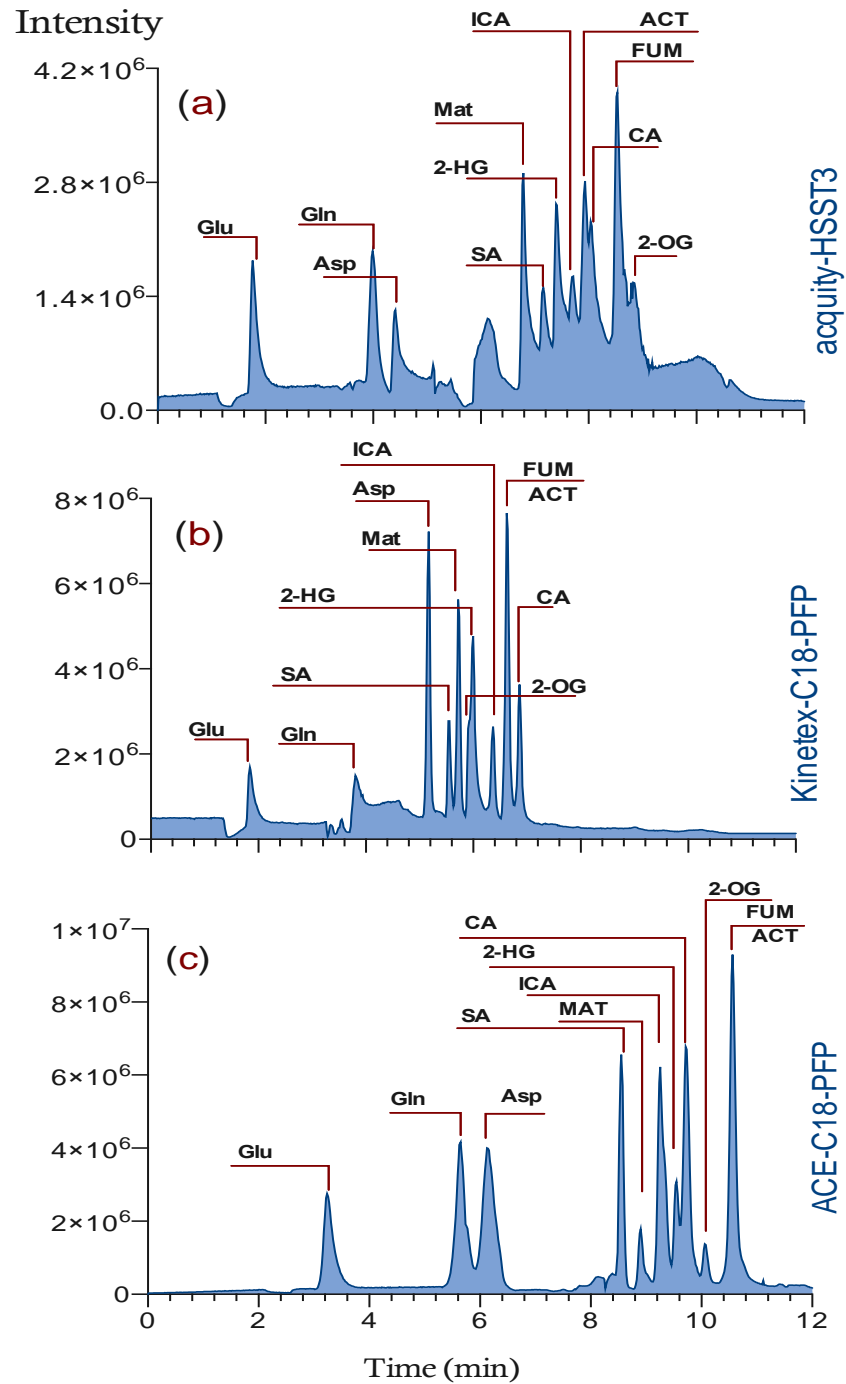 Intensity
ICA
ACT
4.2×10⁶
FUM
(a)
Mat
CA
2.8×10⁶
2-HG
Gln
Glu
2-OG
SA
Asp
1.4×10⁶
0.0
acquity-HSST3
ICA
FUM
Asp
ACT
8×10⁶
(b)
Mat
6×10⁶
2-HG
CA
4×10⁶
SA
2-OG
Glu
Gln
2×10⁶
0
Kinetex-C18-PFP
2-OG
FUM
1×10⁷
CA
ACT
(c)
2-HG
ICA
8×10⁶
MAT
SA
6×10⁶
Gln
Asp
4×10⁶
Glu
2×10⁶
0
ACE-C18-PFP
0 2 4 6 8 10 12
Time (min)